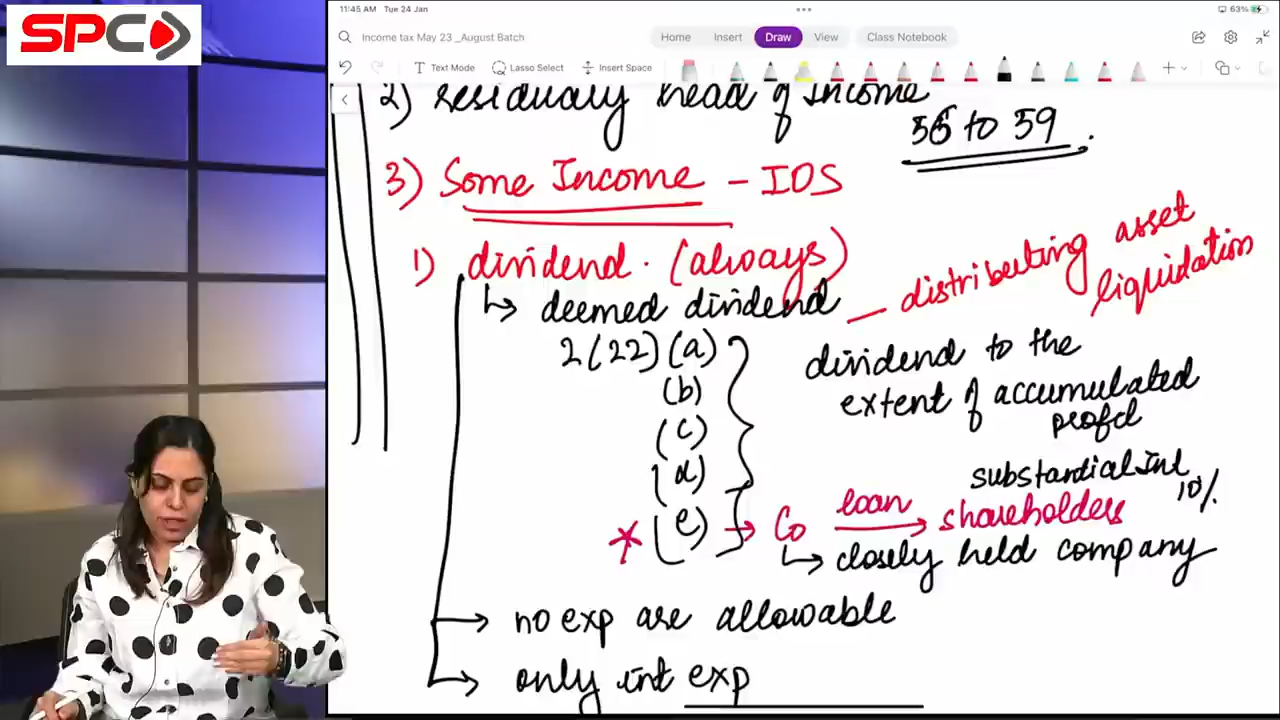 SPC
11:45 AM Tue 24 Jan
63%
Income tax May 23 _August Batch
Home Insert Draw View Class Notebook
Text Mode Lasso Select Insert Space
2) Residualy head of Income
56 to 59
3) Some Income - IOS
1) dividend. (always)
distributing asset
liquidation
deemed dividend
2(22) (a)
(b)
(c)
(d)
(e)
dividend to the
extent of accumulated
substantial Int
10%
Co loan shareholders
closely held company
no exp are allowable
only int exp